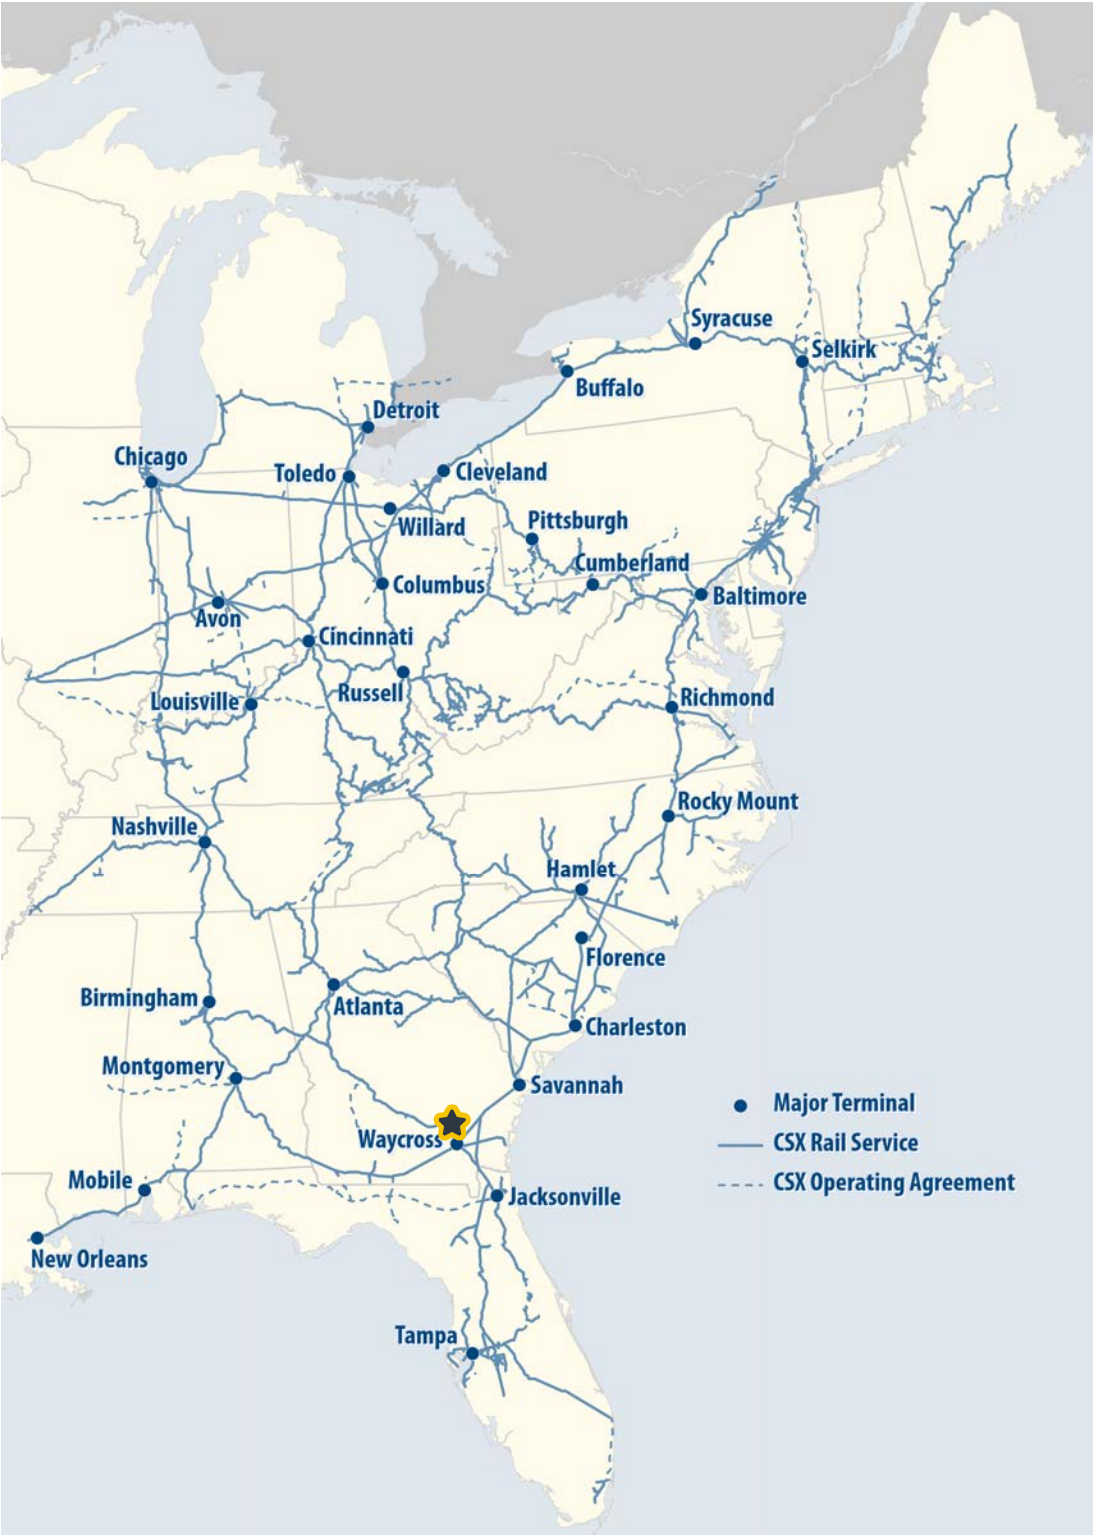 Syracuse
Selkirk
Buffalo
Detroit
Chicago
Toledo
Cleveland
Willard
Pittsburgh
Cumberland
Columbus
Baltimore
Avon
Cincinnati
Russell
Louisville
Richmond
Rocky Mount
Nashville
Hamlet
Florence
Birmingham
Atlanta
Charleston
Montgomery
Savannah
Major Terminal
Waycross
CSX Rail Service
Mobile
CSX Operating Agreement
Jacksonville
New Orleans
Tampa